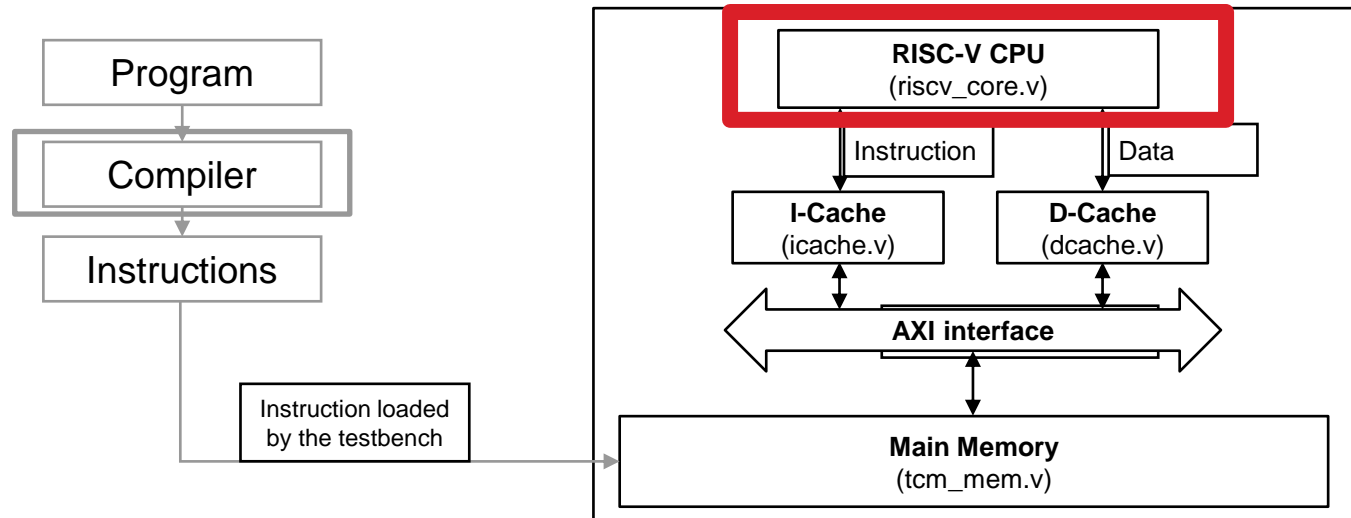 Program
Compiler
Instructions
Instruction loaded
by the testbench
RISC-V CPU
(riscv_core.v)
Instruction
Data
I-Cache
(icache.v)
D-Cache
(dcache.v)
AXI interface
Main Memory
(tcm_mem.v)